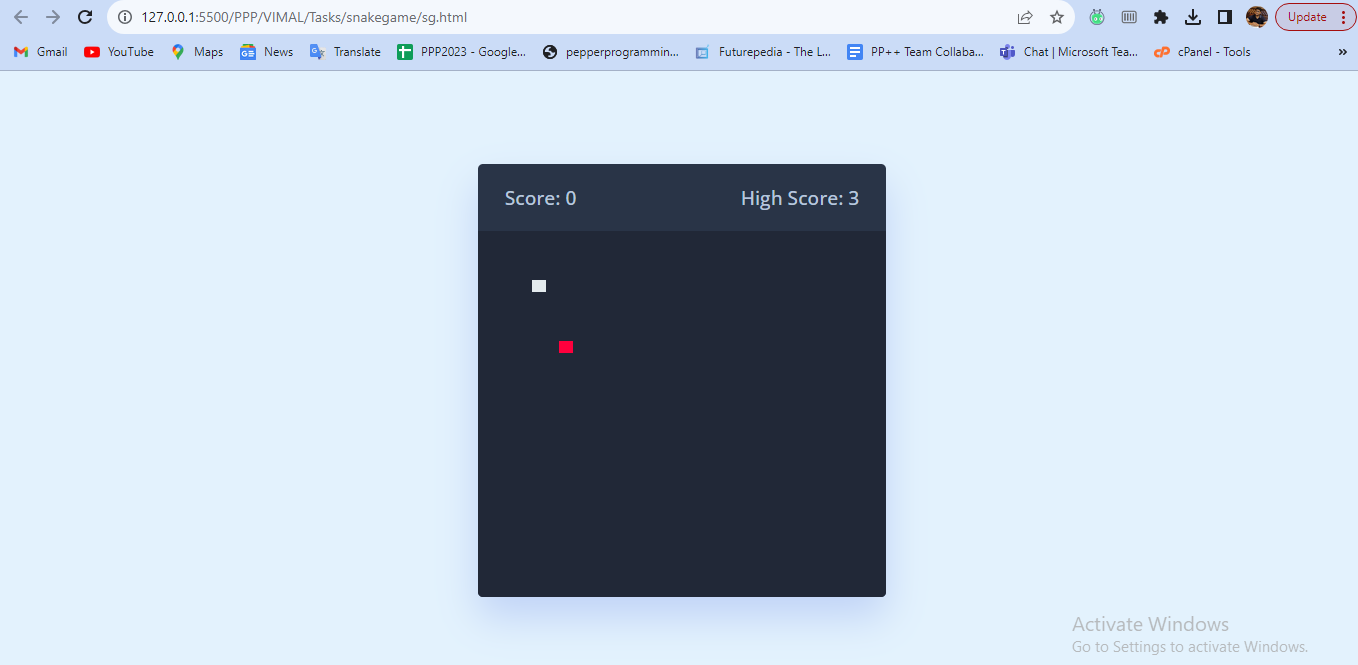 127.0.0.1:5500/PPP/VIMAL/Tasks/snakegame/sg.html
Update
Gmail YouTube Maps News Translate PPP2023 - Google... pepperprogrammin... Futurepedia - The L... PP++ Team Collaba... Chat | Microsoft Tea... cPanel - Tools »
Score: 0 High Score: 3
Activate Windows
Go to Settings to activate Windows.